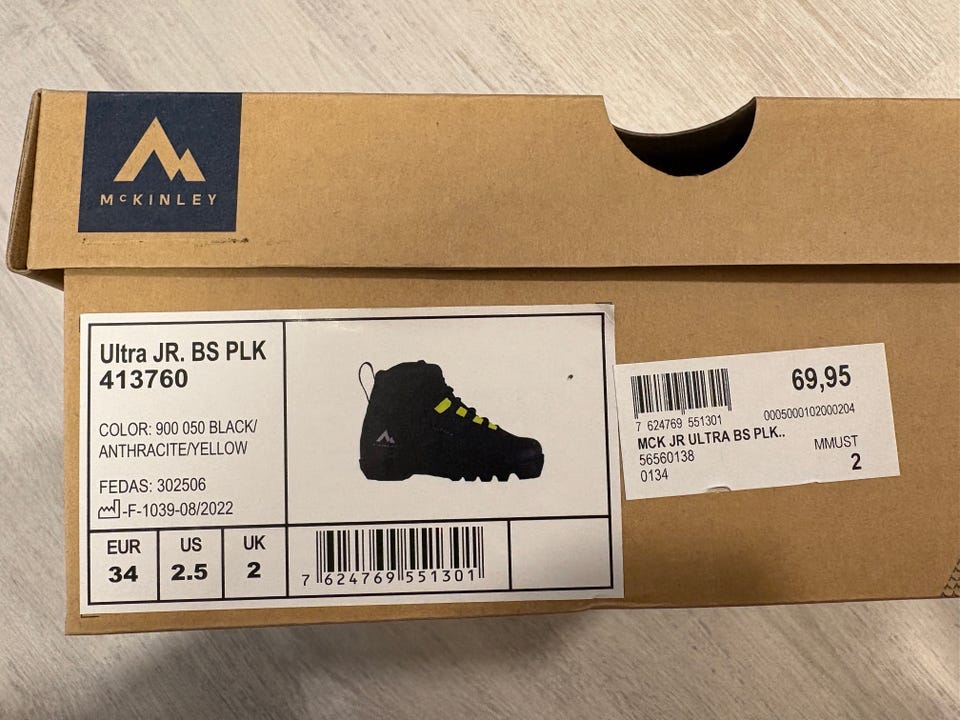 McKINLEY
Ultra JR. BS PLK
413760
COLOR: 900 050 BLACK/
ANTHRACITE/YELLOW
FEDAS: 302506
-F-1039-08/2022
EUR US UK
34 2.5 2
7 624769 551301
69,95
7 624769 551301
0005000102000204
MCK JR ULTRA BS PLK..
56560138
MMUST
0134
2